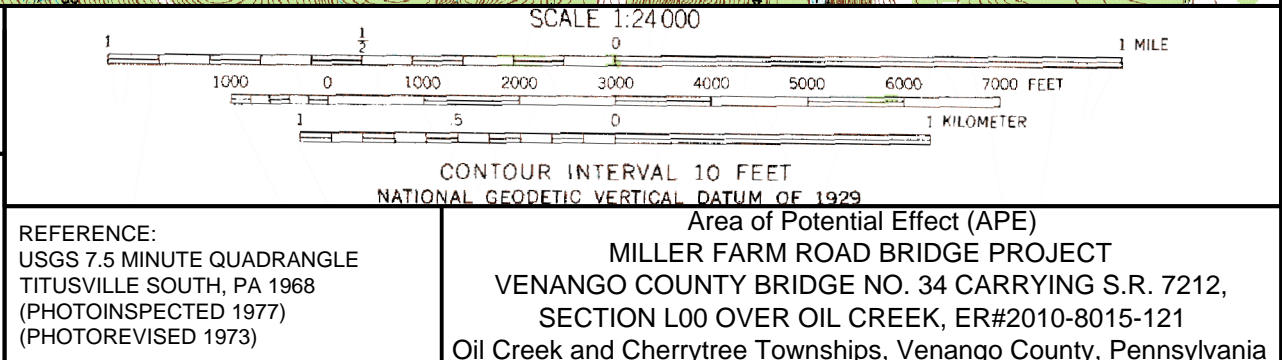 SCALE 1:24 000
1 1/2 0 1 MILE
1000 0 1000 2000 3000 4000 5000 6000 7000 FEET
1 .5 0 1 KILOMETER
CONTOUR INTERVAL 10 FEET
NATIONAL GEODETIC VERTICAL DATUM OF 1929
REFERENCE:
USGS 7.5 MINUTE QUADRANGLE
TITUSVILLE SOUTH, PA 1968
(PHOTOINSPECTED 1977)
(PHOTOREVISED 1973)
Area of Potential Effect (APE)
MILLER FARM ROAD BRIDGE PROJECT
VENANGO COUNTY BRIDGE NO. 34 CARRYING S.R. 7212,
SECTION L00 OVER OIL CREEK, ER#2010-8015-121
Oil Creek and Cherrytree Townships, Venango County, Pennsylvania